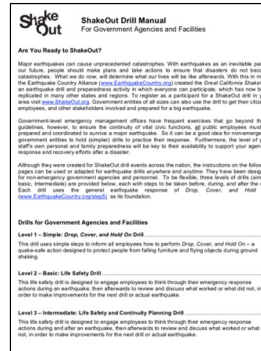 Shake Out
ShakeOut Drill Manual
For Government Agencies and Facilities
Are You Ready to ShakeOut?
Major earthquakes can cause unprecedented catastrophes. With earthquakes as an inevitable pa
our future, people should make plans and take actions to ensure that disasters do not beco
catastrophes. What we do now, will determine what our lives will be like afterwards. With this in m
the Earthquake Country Alliance (www.EarthquakeCountry.org) created the Great California Shakeo
an earthquake drill and preparedness activity in which everyone can participate, which has now b
replicated in many other states and regions. To register as a participant for a ShakeOut drill in y
area visit www.ShakeOut.org. Government entities of all sizes can also use the drill to get their citize
employees, and other stakeholders involved and prepared for a big earthquake.
Government-level emergency management offices have frequent exercises that go beyond th
guidelines, however, to ensure the continuity of vital civic functions, all public employees must
prepared and coordinated to survive a major earthquake. So it can be a good idea for non-emerge
government entities to hold (simpler) drills to practice their response. Furthermore, the level of y
staff's own personal and family preparedness will be key to their availability to support your agen
response and recovery efforts after a disaster.
Although they were created for ShakeOut drill events across the nation, the instructions on the follow
pages can be used or adapted for earthquake drills anywhere and anytime. They have been desig
for non-emergency government agencies and personnel. To be flexible, three levels of drills (sim
basic, intermediate) are provided below, each with steps to be taken before, during, and after the d
Each drill uses the general earthquake response of Drop, Cover, and Hold
(www.EarthquakeCountry.org/step5) as its foundation.
Drills for Government Agencies and Facilities
Level 1 – Simple: Drop, Cover, and Hold On Drill
This drill uses simple steps to inform all employees how to perform Drop, Cover, and Hold On – a
quake-safe action designed to protect people from falling furniture and flying objects during ground
shaking.
Level 2 – Basic: Life Safety Drill
This life safety drill is designed to engage employees to think through their emergency response
actions during an earthquake, then afterwards to review and discuss what worked or did what did not, in
order to make improvements for the next drill or actual earthquake.
Level 3 – Intermediate: Life Safety and Continuity Planning Drill
This life safety drill is designed to engage employees to think through their emergency response
actions during and after an earthquake, then afterwards to review and discuss what worked or what d
not, in order to make improvements for the next drill or actual earthquake.